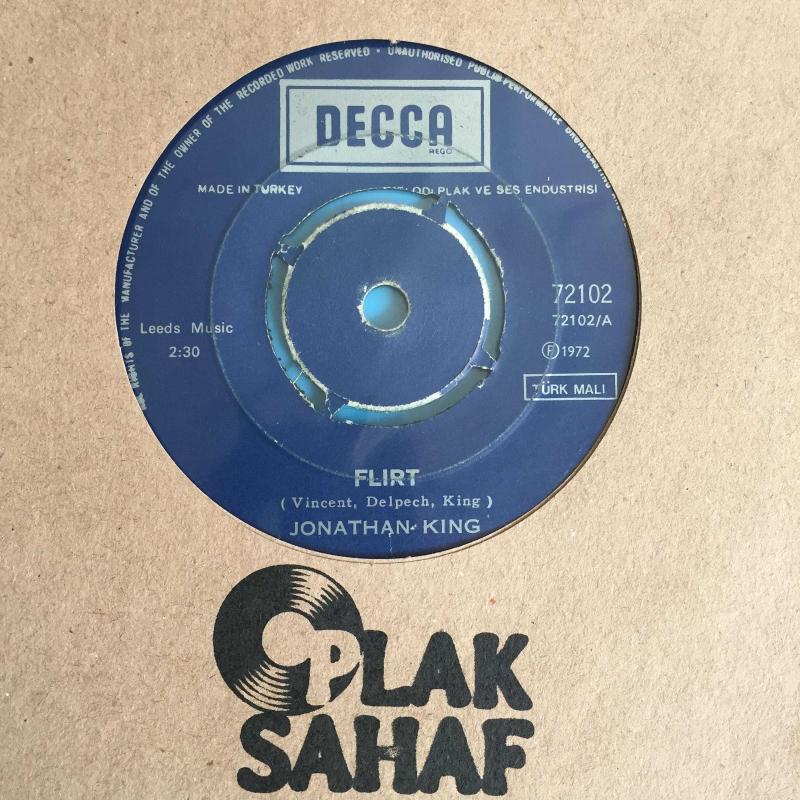 RIGHTS OF THE MANUFACTURER AND OF THE OWNER OF THE RECORDED WORK RESERVED • UNAUTHORISED PUBLIC PERFORMANCE BROADCASTING
DECCA
REGD
MADE IN TURKEY
PLAK VE SES ENDUSTRISI
72102
72102/A
Leeds Music
2:30
Ⓟ1972
TÜRK MALI
FLIRT
( Vincent, Delpech, King )
JONATHAN KING
PLAK
SAHAF